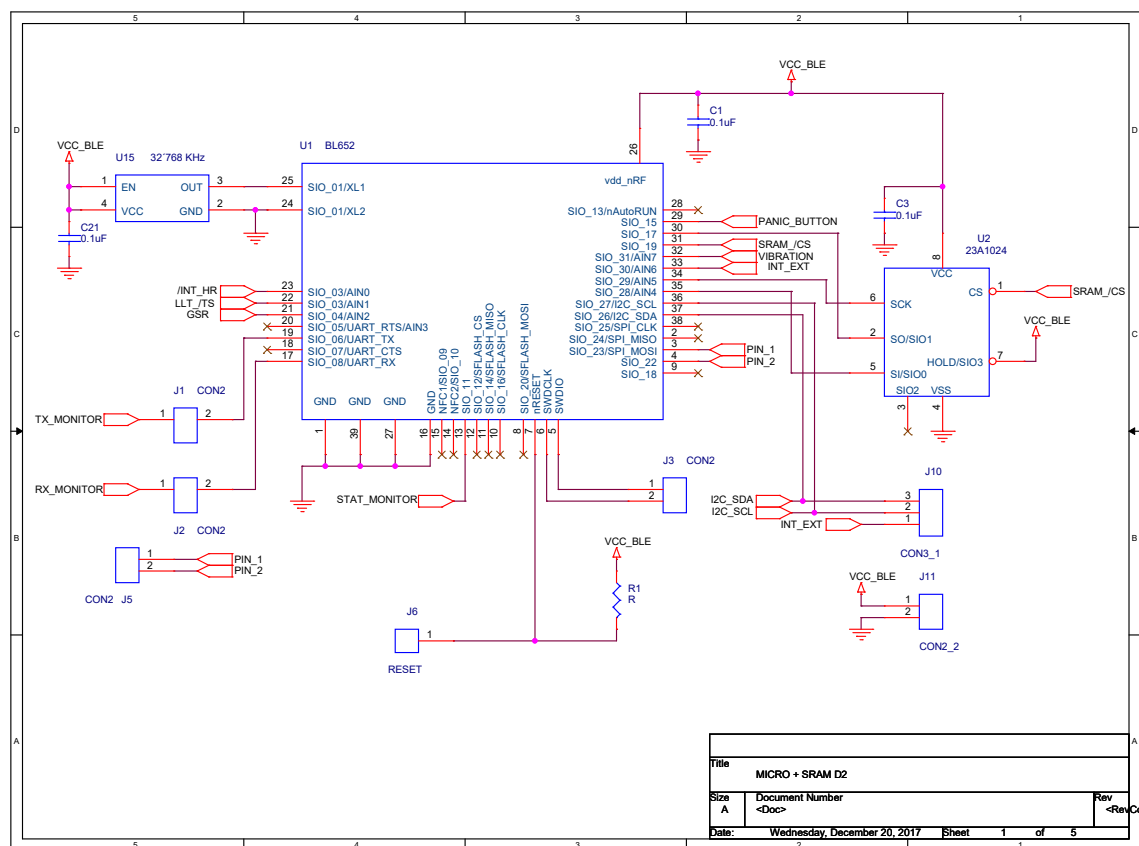 5 4 3 2 1
D
C
B
A
D
C
B
A
5 4 3 2 1
VCC_BLE
U15 32´768 KHz
1 EN OUT 3
4 VCC GND 2
C21
0.1uF
U1 BL652
25 SIO_01/XL1
24 SIO_01/XL2
/INT_HR 23 SIO_03/AIN0
LLT_/TS 22 SIO_03/AIN1
GSR 21 SIO_04/AIN2
20 SIO_05/UART_RTS/AIN3
19 SIO_06/UART_TX
18 SIO_07/UART_CTS
17 SIO_08/UART_RX
26
vdd_nRF
SIO_13/nAutoRUN 28
SIO_15 29 PANIC_BUTTON
SIO_17 30
SIO_19 31 SRAM_/CS
SIO_31/AIN7 32 VIBRATION
SIO_30/AIN6 33 INT_EXT
SIO_29/AIN5 34
SIO_28/AIN4 35
SIO_27/I2C_SCL 36
SIO_26/I2C_SDA 37
SIO_25/SPI_CLK 38
SIO_24/SPI_MISO 2
SIO_23/SPI_MOSI 3 PIN_1
SIO_22 4 PIN_2
SIO_18 9
GND 1
GND 39
GND 27
GND 16
NFC1/SIO_09 15
NFC2/SIO_10 14
SIO_11 13
SIO_12/SFLASH_CS 12
SIO_14/SFLASH_MISO 11
SIO_16/SFLASH_CLK 10
SIO_20/SFLASH_MOSI 8
nRESET 7
SWDCLK 6
SWDIO 5
VCC_BLE
C1
0.1uF
C3
0.1uF
U2
23A1024
8
VCC
CS 1 SRAM_/CS
6 SCK
VCC_BLE
2 SO/SIO1
HOLD/SIO3 7
5 SI/SIO0
SIO2 VSS
3 4
J1 CON2
TX_MONITOR 1 2
RX_MONITOR 1 2
J2 CON2
STAT_MONITOR
J3 CON2
1
2
J10
I2C_SDA 3
I2C_SCL 2
INT_EXT 1
CON3_1
1 PIN_1
2 PIN_2
CON2 J5
VCC_BLE
R1
R
J6
1
RESET
VCC_BLE
J11
1
2
CON2_2
Title
MICRO + SRAM D2
Size
A
Document Number
<Doc>
Rev
Date: Wednesday, December 20, 2017 Sheet 1 of 5